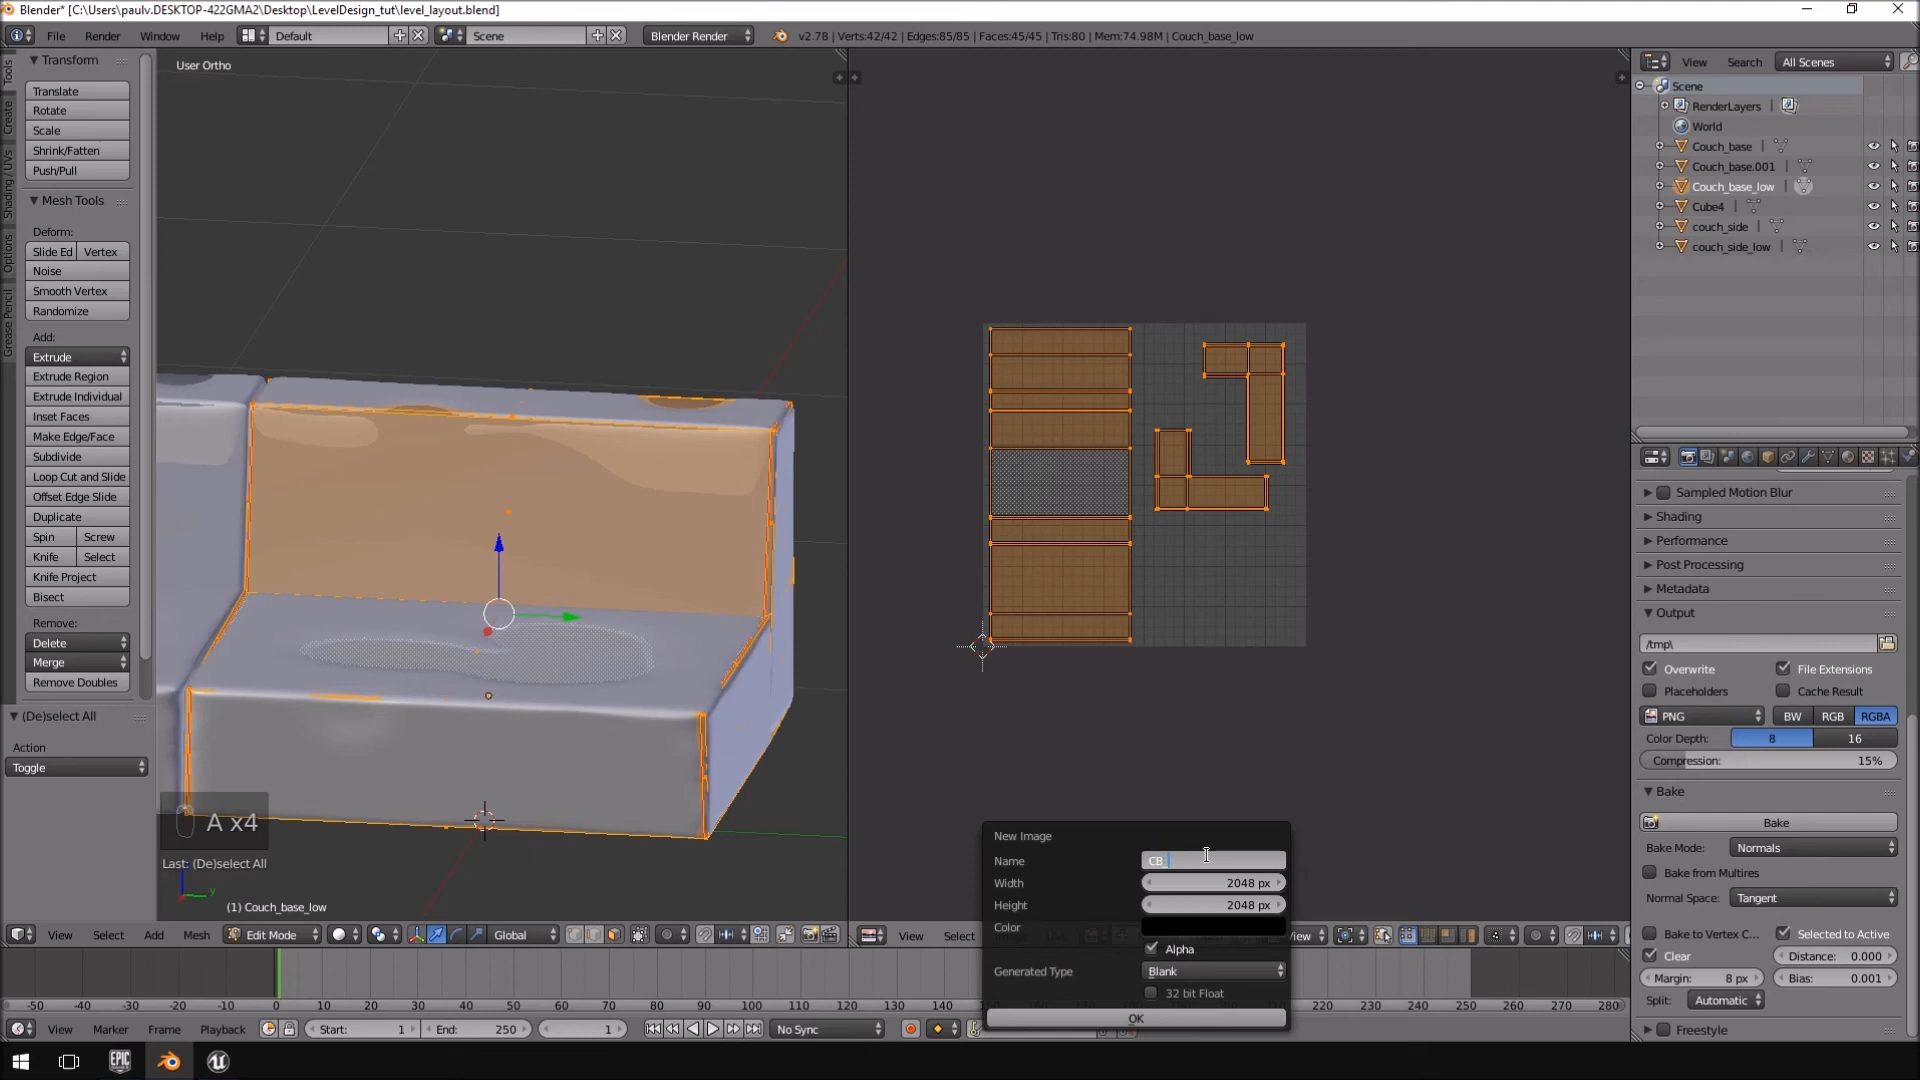 Blender* [C:\Users\paulv.DESKTOP-422GMA2\Desktop\LevelDesign_tut\level_layout.blend]
File Render Window Help Default Scene Blender Render v2.78 | Verts:42/42 | Edges:85/85 | Faces:45/45 | Tris:80 | Mem:74.98M | Couch_base_low
Tools
Create
Shading / UVs
Options
Grease Pencil
Transform
Translate
Rotate
Scale
Shrink/Fatten
Push/Pull
Mesh Tools
Deform:
Slide Ed Vertex
Noise
Smooth Vertex
Randomize
Add:
Extrude
Extrude Region
Extrude Individual
Inset Faces
Make Edge/Face
Subdivide
Loop Cut and Slide
Offset Edge Slide
Duplicate
Spin Screw
Knife Select
Knife Project
Bisect
Remove:
Delete
Merge
Remove Doubles
(De)select All
Action
Toggle
User Ortho
A x4
Last: (De)select All
y
(1) Couch_base_low
View Select Add Mesh Edit Mode Global
New Image
Name CB_
Width 2048 px
Height 2048 px
Color
Alpha
Generated Type Blank
32 bit Float
OK
View Select View
-50 -40 -30 -20 -10 0 10 20 30 40 50 60 70 80 90 100 110 120 130 140 220 230 240 250 260 270 280
View Marker Frame Playback Start: 1 End: 250 1 No Sync
View Search All Scenes
Scene
RenderLayers |
World
Couch_base |
Couch_base.001 |
Couch_base_low |
Cube4 |
couch_side |
couch_side_low |
Sampled Motion Blur
Shading
Performance
Post Processing
Metadata
Output
/tmp\
Overwrite File Extensions
Placeholders Cache Result
PNG BW RGB RGBA
Color Depth: 8 16
Compression: 15%
Bake
Bake
Bake Mode: Normals
Bake from Multires
Normal Space: Tangent
Bake to Vertex C... Selected to Active
Clear Distance: 0.000
Margin: 8 px Bias: 0.001
Split: Automatic
Freestyle
EPIC
GAMES